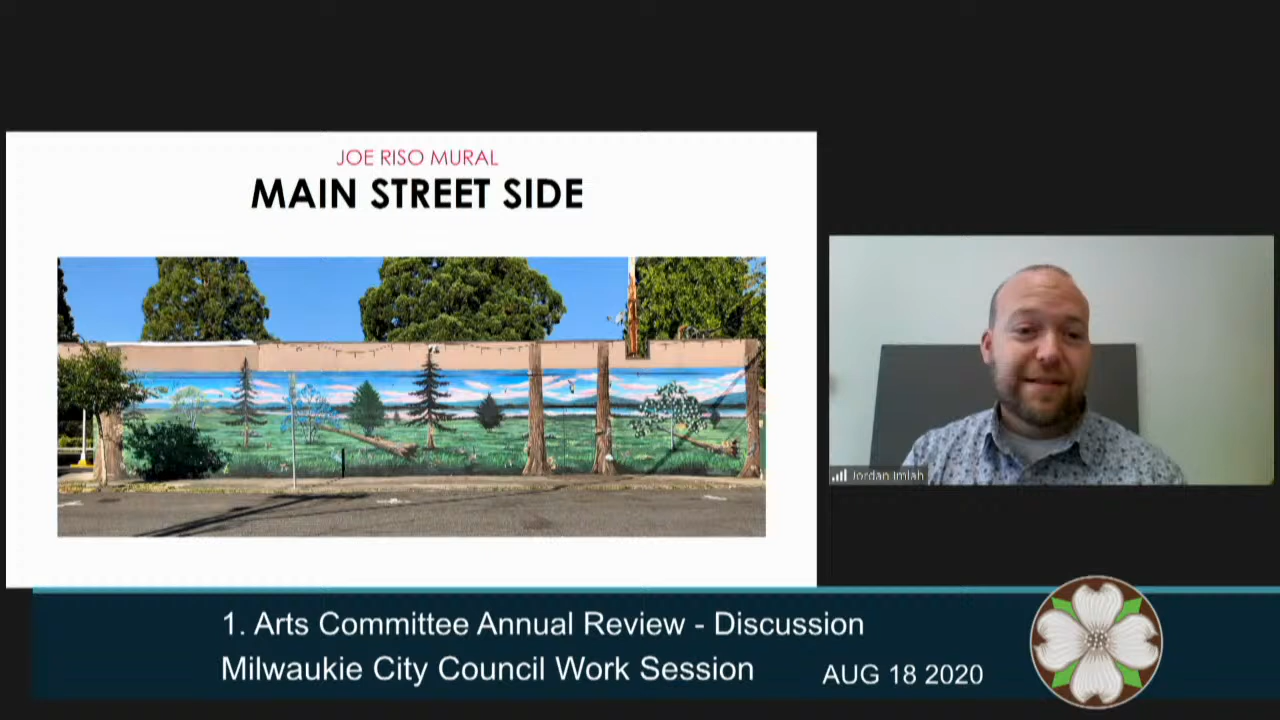 JOE RISO MURAL
MAIN STREET SIDE
Jordan Imlah
1. Arts Committee Annual Review - Discussion
Milwaukie City Council Work Session
AUG 18 2020